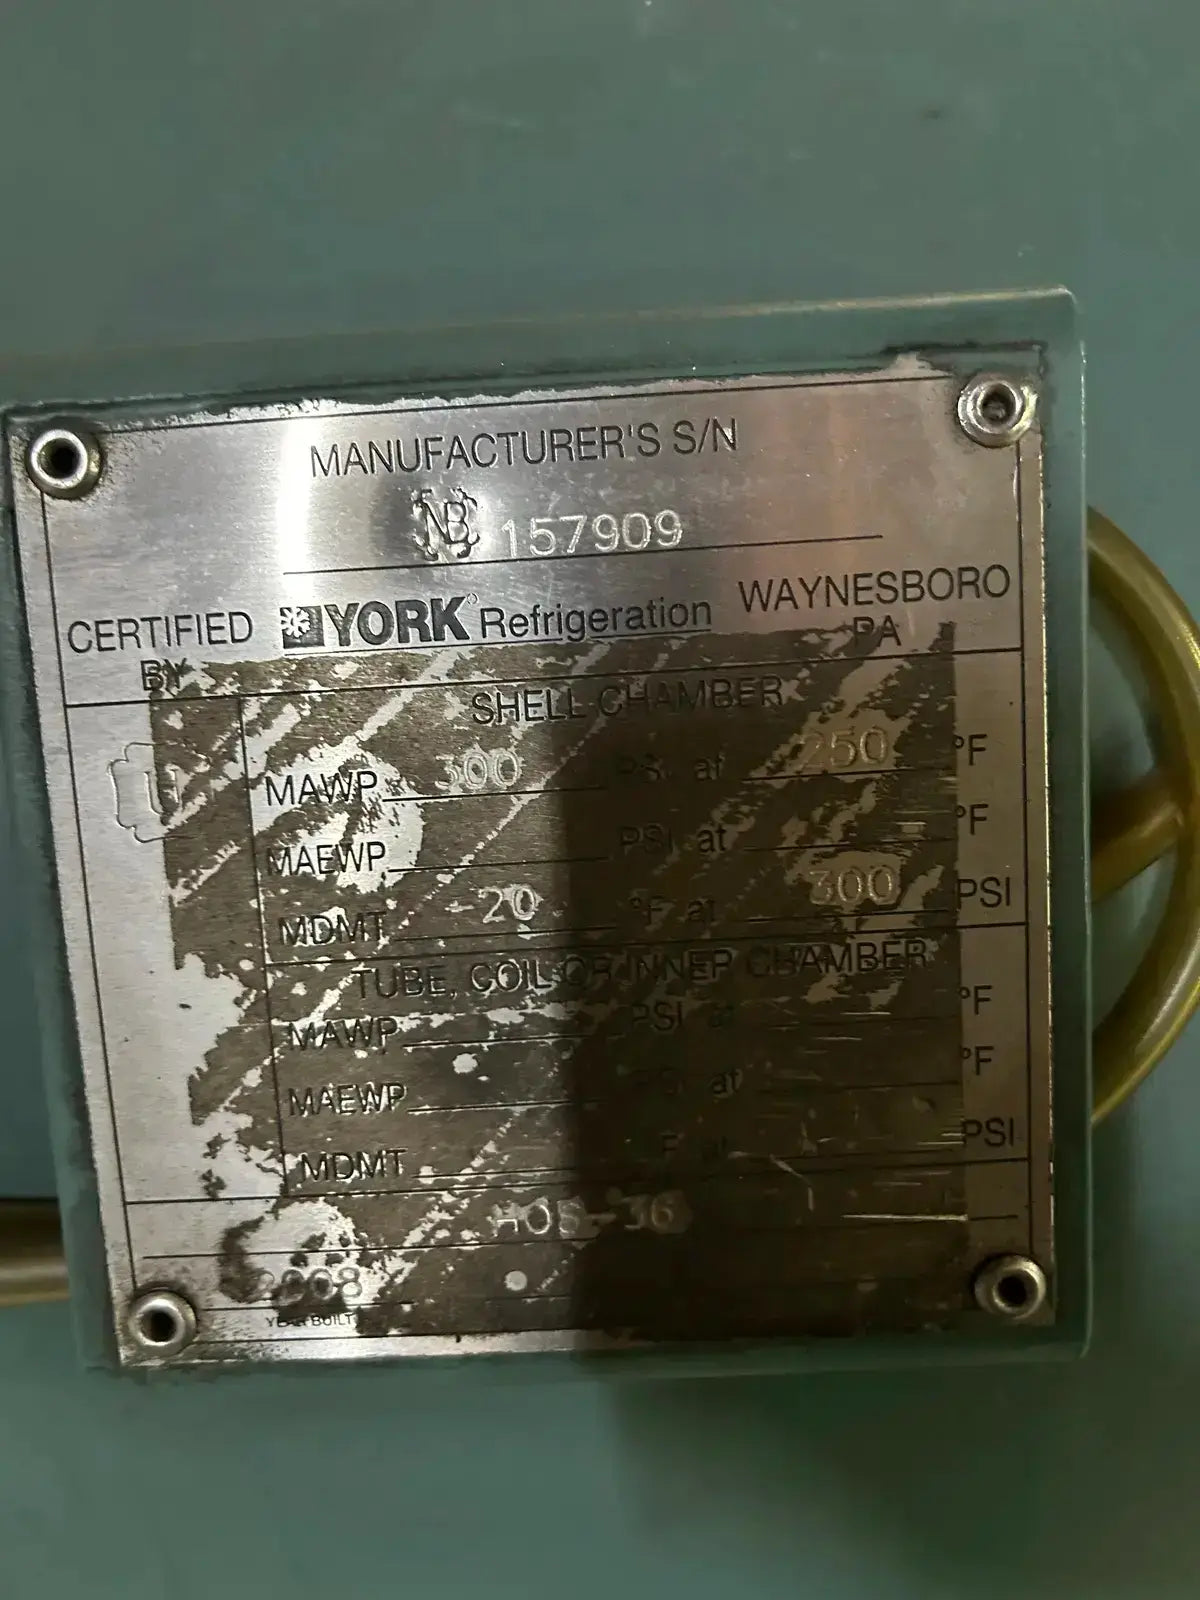 MANUFACTURER'S S/N
NB 157909
CERTIFIED BY YORK® Refrigeration WAYNESBORO PA
U
SHELL CHAMBER
MAWP 300 PSI at 250 °F
MAEWP PSI at °F
MDMT -20 °F at 300 PSI
TUBE, COIL OR INNER CHAMBER
MAWP PSI at °F
MAEWP PSI at °F
MDMT °F at PSI
2008
YEAR BUILT